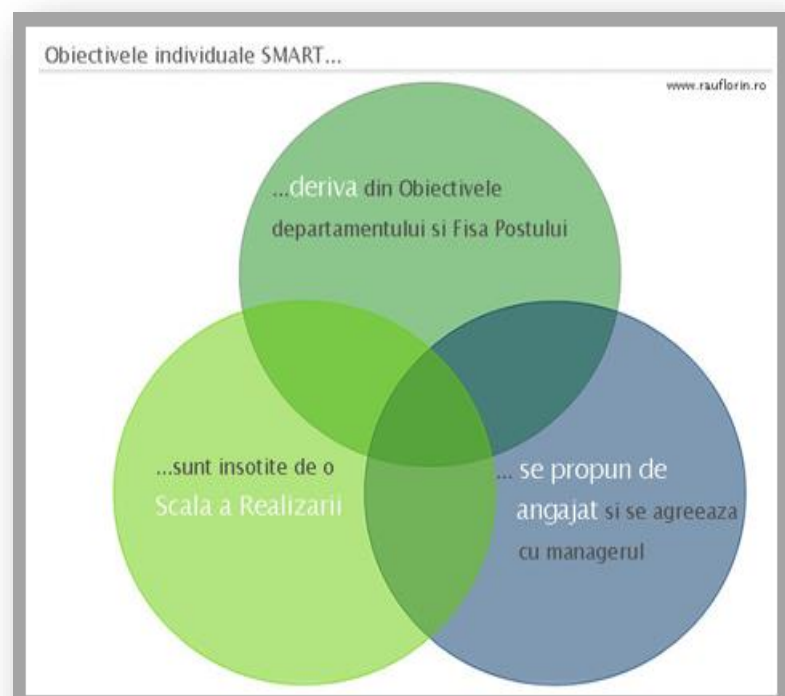 Obiectivele individuale SMART...
www.rauflorin.ro
...deriva din Obiectivele
departamentului si Fisa Postului
...sunt insotite de o
Scala a Realizarii
... se propun de
angajat si se agreeaza
cu managerul